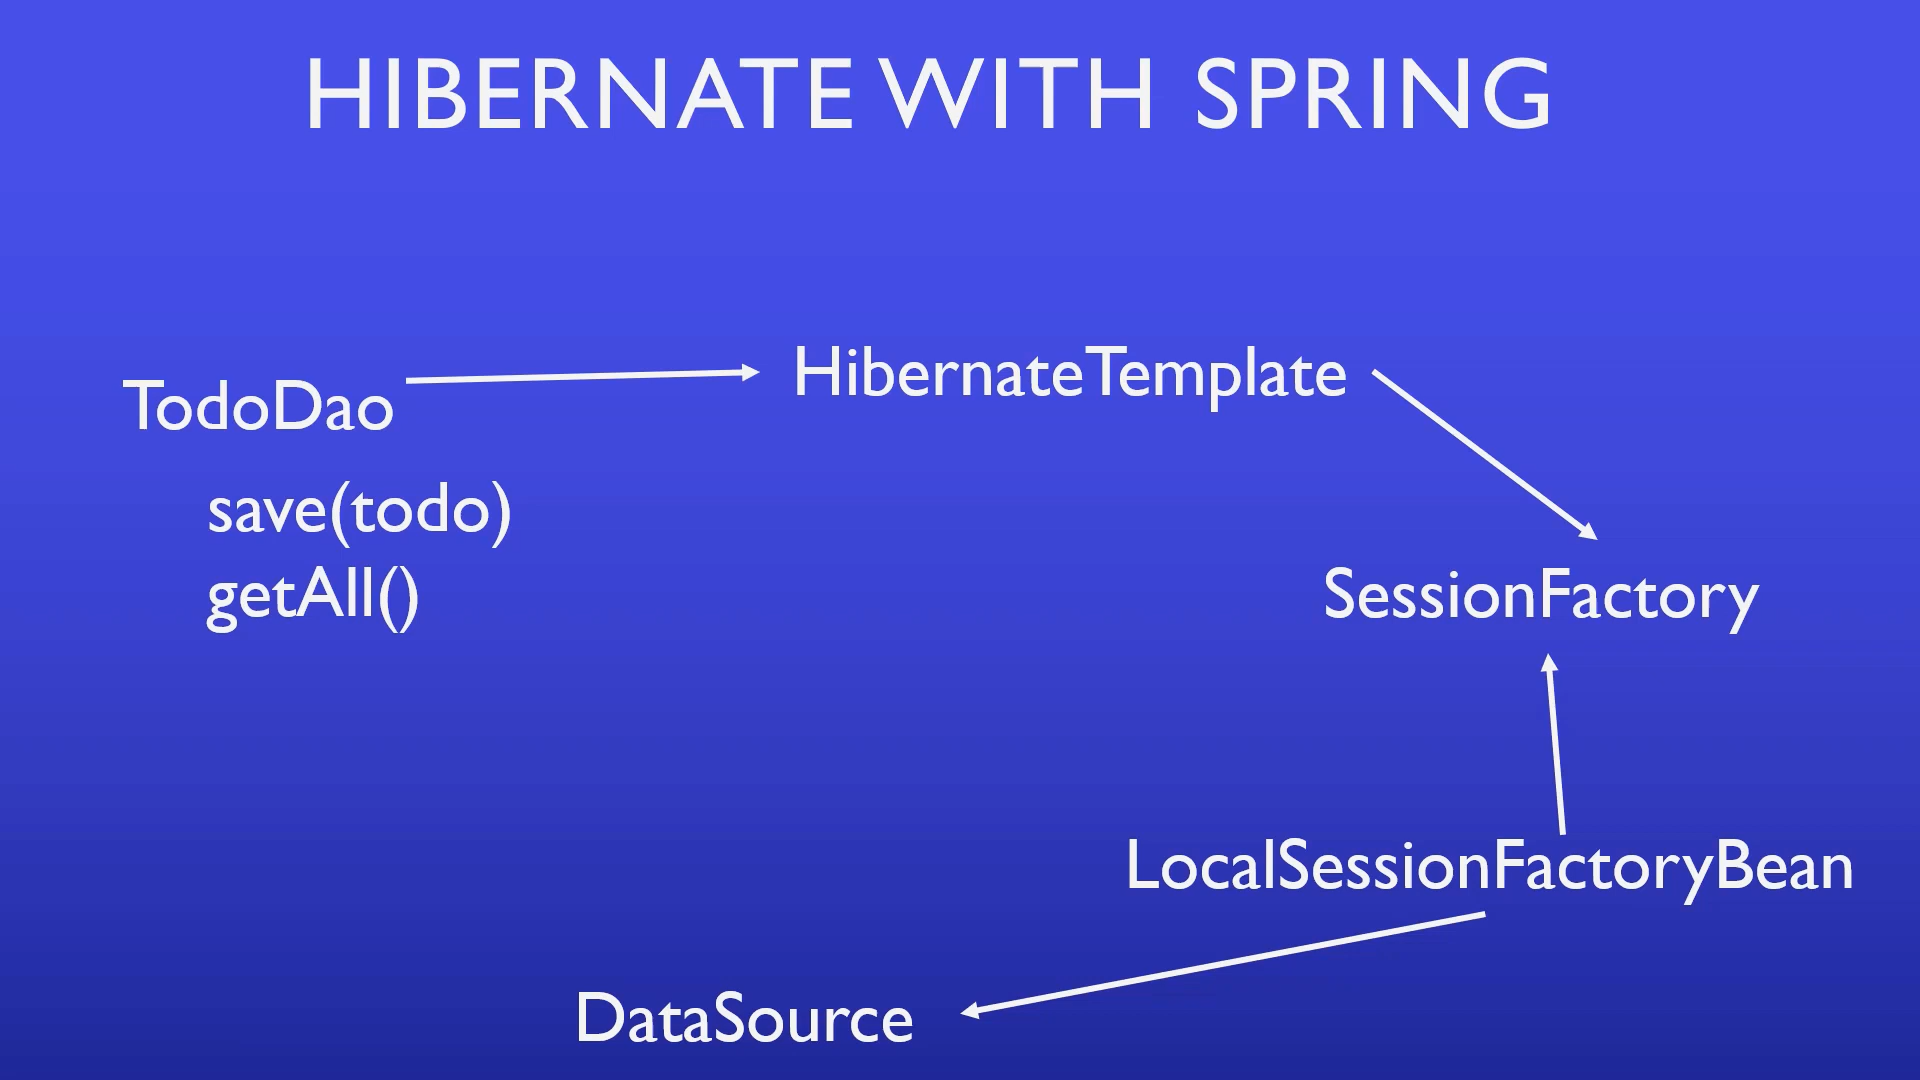 HIBERNATE WITH SPRING
TodoDao
save(todo)
getAll()
HibernateTemplate
SessionFactory
LocalSessionFactoryBean
DataSource